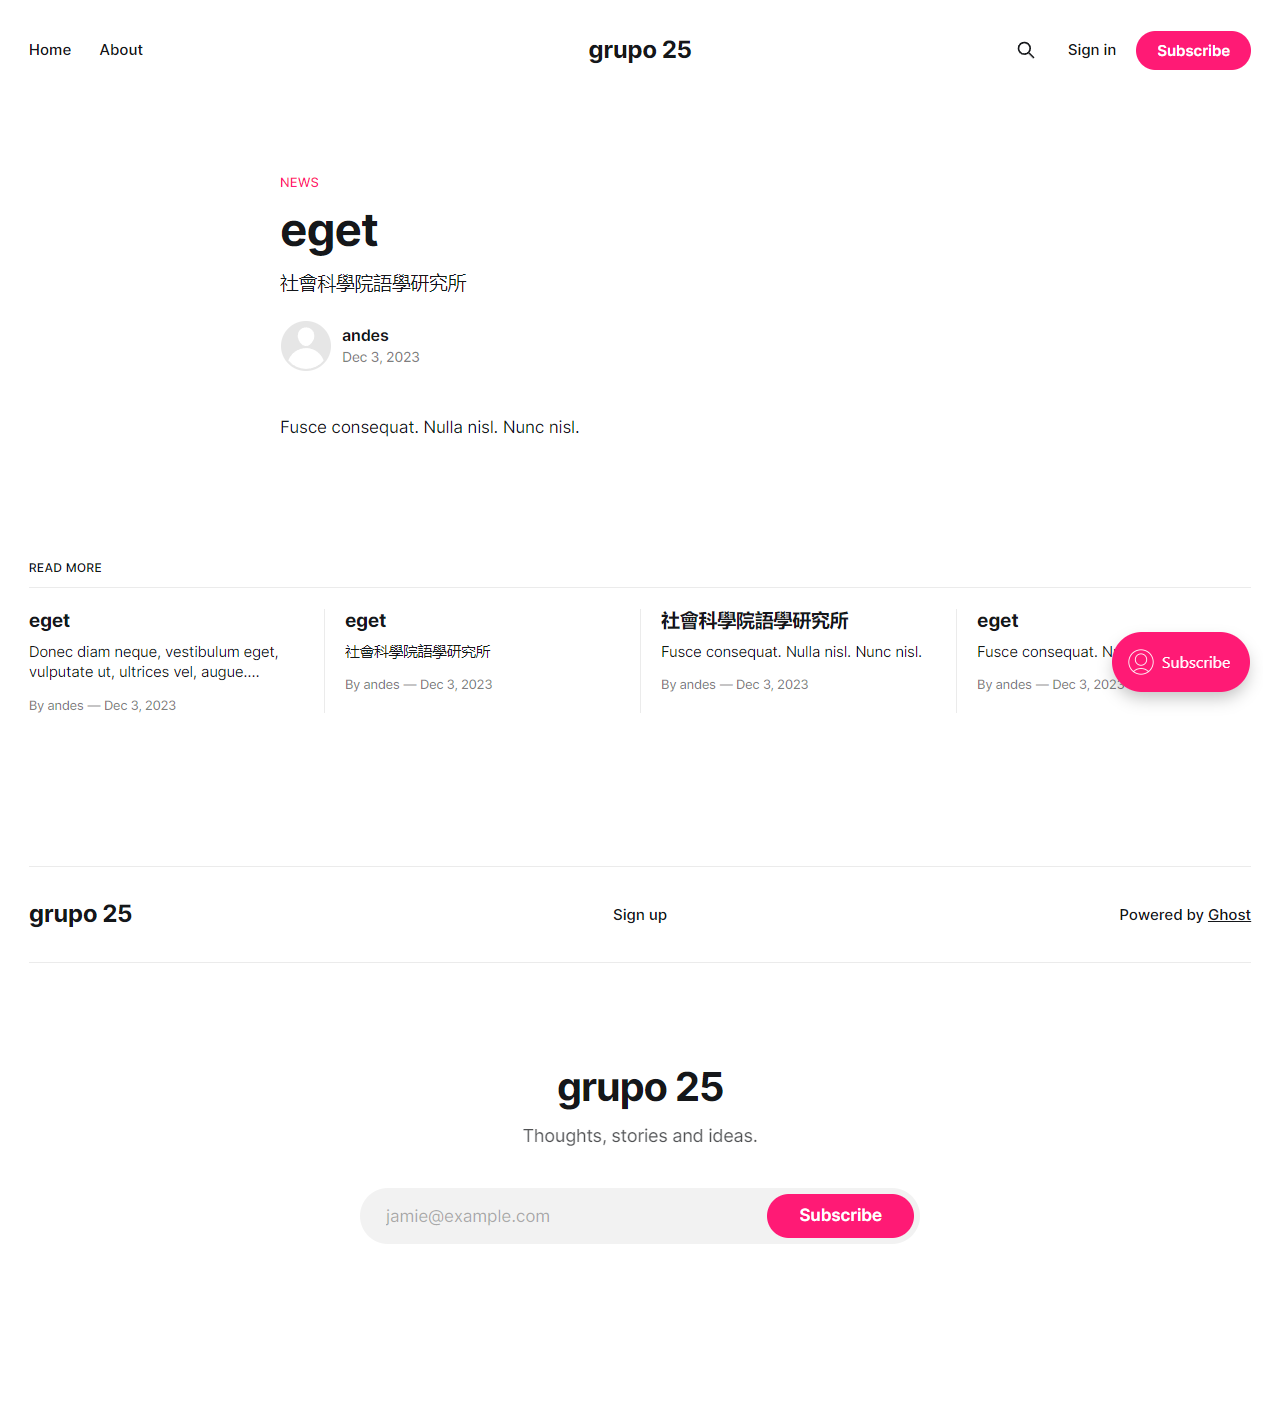 Home About grupo 25 Sign in Subscribe
NEWS
eget
社會科學院語學研究所
andes
Dec 3, 2023
Fusce consequat. Nulla nisl. Nunc nisl.
READ MORE
eget
Donec diam neque, vestibulum eget,
vulputate ut, ultrices vel, augue....
By andes — Dec 3, 2023
eget
社會科學院語學研究所
By andes — Dec 3, 2023
社會科學院語學研究所
Fusce consequat. Nulla nisl. Nunc nisl.
By andes — Dec 3, 2023
eget
Fusce consequat.
By andes — Dec 3, 2023
Subscribe
grupo 25 Sign up Powered by Ghost
grupo 25
Thoughts, stories and ideas.
jamie@example.com Subscribe